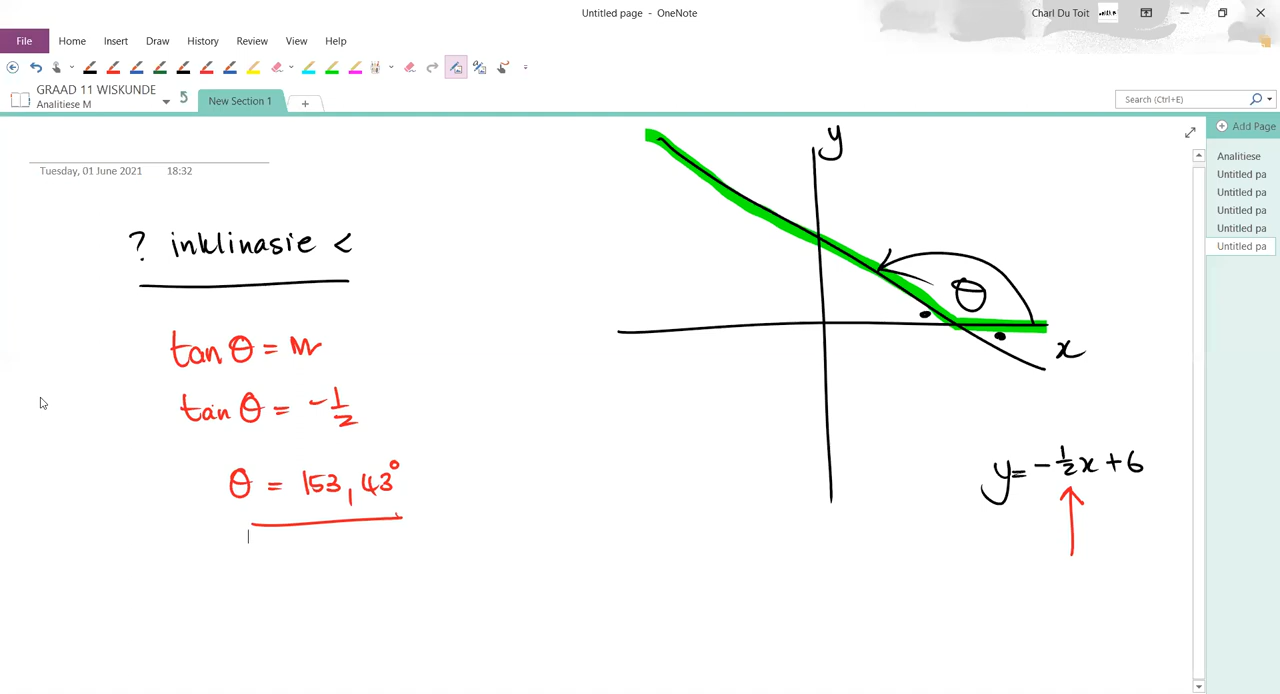 Untitled page - OneNote
Charl Du Toit
File
Home
Insert
Draw
History
Review
View
Help
GRAAD 11 WISKUNDE
Analitiese M
New Section 1
Search (Ctrl+E)
Add Page
Analitiese
Untitled pa
Untitled pa
Untitled pa
Untitled pa
Untitled pa
Tuesday, 01 June 2021 18:32
? inklinasie <
tan θ = m
tan θ = -1/2
θ = 153,43°
y
θ
x
y = -1/2x + 6